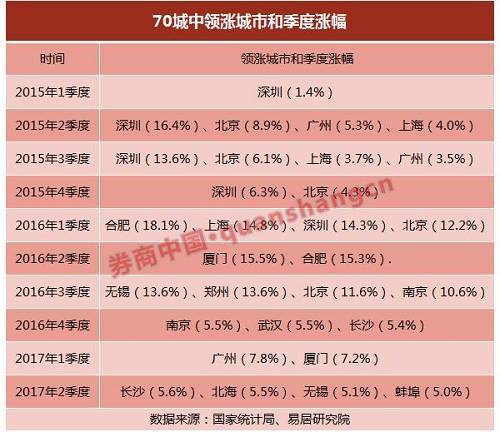 70城中领涨城市和季度涨幅
时间 领涨城市和季度涨幅
2015年1季度 深圳（1.4%）
2015年2季度 深圳（16.4%）、北京（8.9%）、广州（5.3%）、上海（4.0%）
2015年3季度 深圳（13.6%）、北京（6.1%）、上海（3.7%）、广州（3.5%）
2015年4季度 深圳（6.3%）、北京（4.3%）
2016年1季度 合肥（18.1%）、上海（14.8%）、深圳（14.3%）、北京（12.2%）
2016年2季度 厦门（15.5%）、合肥（15.3%）.
2016年3季度 无锡（13.6%）、郑州（13.6%）、北京（11.6%）、南京（10.6%）
2016年4季度 南京（5.5%）、武汉（5.5%）、长沙（5.4%）
2017年1季度 广州（7.8%）、厦门（7.2%）
2017年2季度 长沙（5.6%）、北海（5.5%）、无锡（5.1%）、蚌埠（5.0%）
数据来源：国家统计局、易居研究院
券商中国•quanshangcn